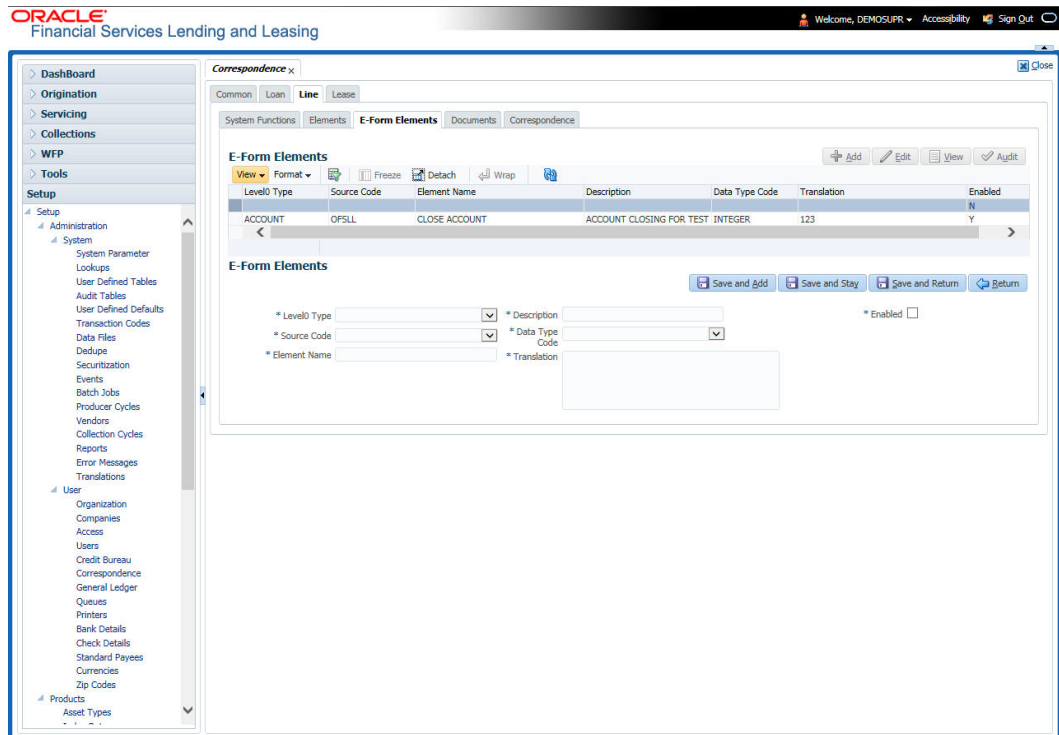 ORACLE
Financial Services Lending and Leasing
Welcome, DEMOSUPR Accessibility Sign Out
Close
DashBoard
Origination
Servicing
Collections
WFP
Tools
Setup
Setup
Administration
System
System Parameter
Lookups
User Defined Tables
Audit Tables
User Defined Defaults
Transaction Codes
Data Files
Dedupe
Securitization
Events
Batch Jobs
Producer Cycles
Vendors
Collection Cycles
Reports
Error Messages
Translations
User
Organization
Companies
Access
Users
Credit Bureau
Correspondence
General Ledger
Queues
Printers
Bank Details
Check Details
Standard Payees
Currencies
Zip Codes
Products
Asset Types
Correspondence x
Common Loan Line Lease
System Functions Elements E-Form Elements Documents Correspondence
E-Form Elements
Add Edit View Audit
View Format Freeze Detach Wrap
Level0 Type Source Code Element Name Description Data Type Code Translation Enabled
N
ACCOUNT OFSLL CLOSE ACCOUNT ACCOUNT CLOSING FOR TEST INTEGER 123 Y
E-Form Elements
Save and Add Save and Stay Save and Return Return
* Level0 Type
* Source Code
* Element Name
* Description
* Data Type Code
* Translation
* Enabled